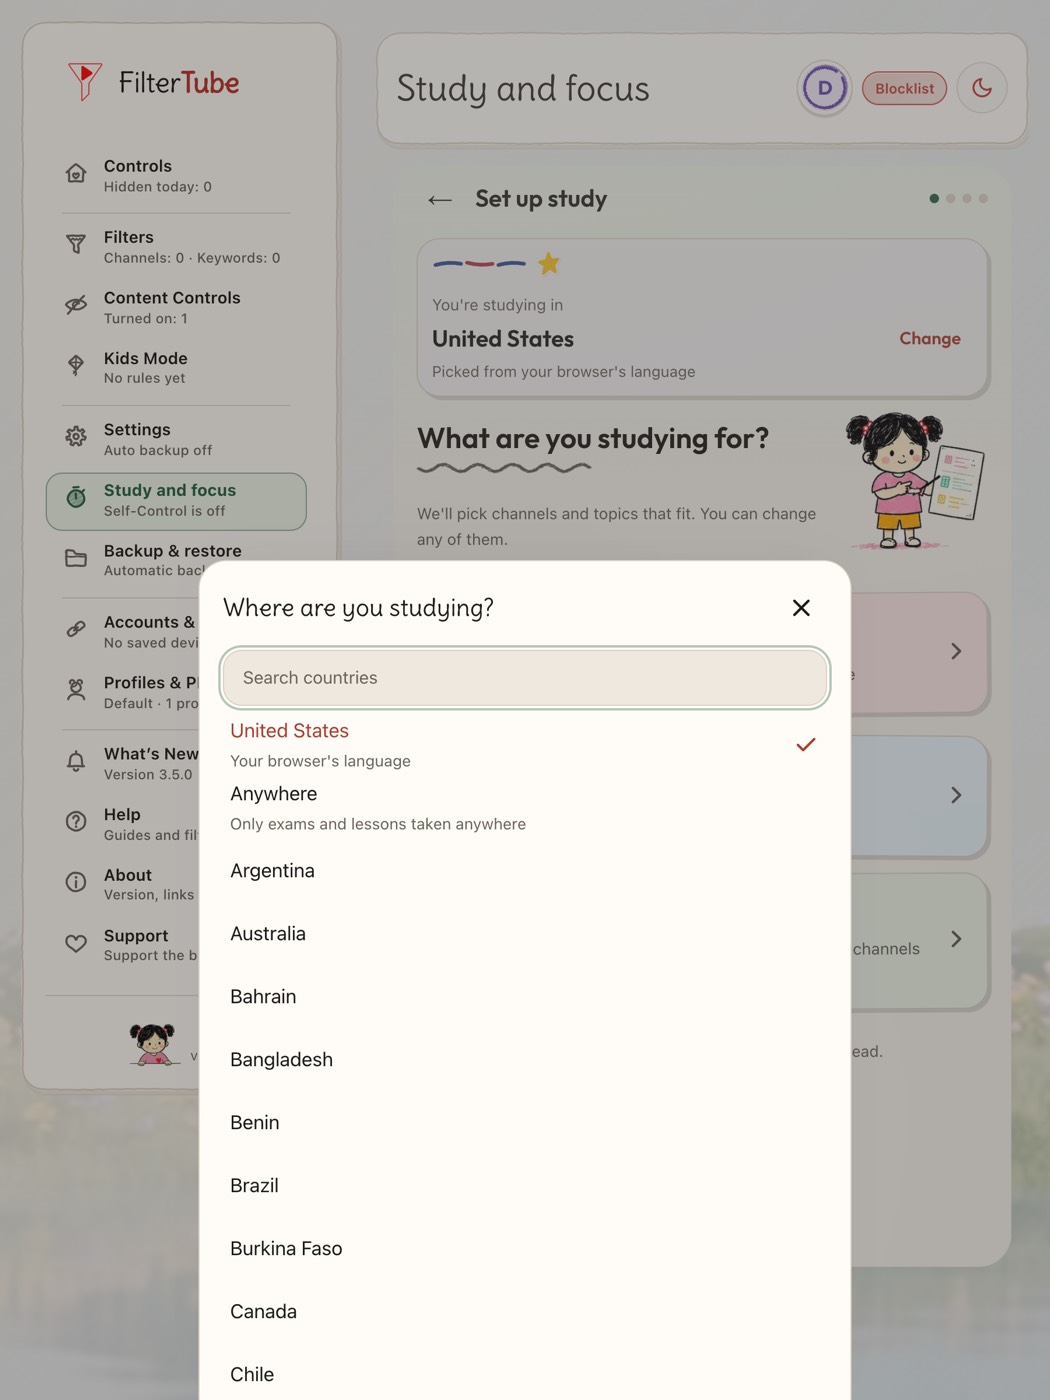 FilterTube
Controls
Hidden today: 0
Filters
Channels: 0 · Keywords: 0
Content Controls
Turned on: 1
Kids Mode
No rules yet
Settings
Auto backup off
Study and focus
Self-Control is off
Backup & restore
Automatic
Accounts &
No saved
Profiles &
Default · 1
What's New
Version 3.5.0
Help
Guides and
About
Version, links
Support
Support the
Study and focus
D
Blocklist
← Set up study
You're studying in
United States
Change
Picked from your browser's language
What are you studying for?
We'll pick channels and topics that fit. You can change
any of them.
channels
Where are you studying?
Search countries
United States
Your browser's language
Anywhere
Only exams and lessons taken anywhere
Argentina
Australia
Bahrain
Bangladesh
Benin
Brazil
Burkina Faso
Canada
Chile